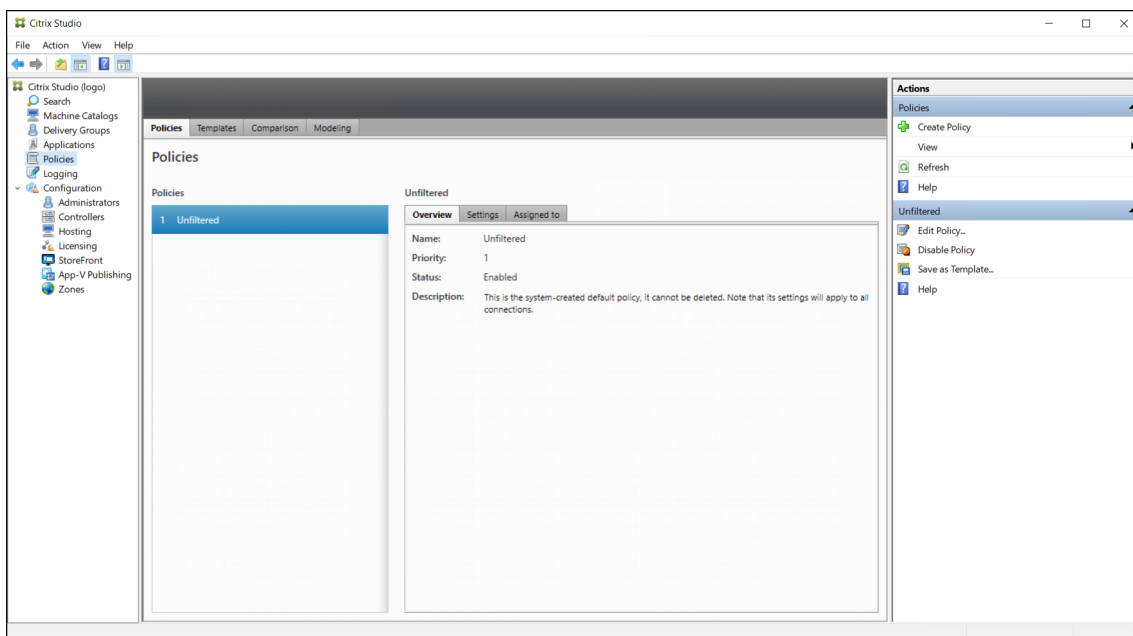 Citrix Studio
File Action View Help
Citrix Studio (logo)
Search
Machine Catalogs
Delivery Groups
Applications
Policies
Logging
Configuration
Administrators
Controllers
Hosting
Licensing
StoreFront
App-V Publishing
Zones
Policies Templates Comparison Modeling
Policies
Policies
1 Unfiltered
Unfiltered
Overview Settings Assigned to
Name: Unfiltered
Priority: 1
Status: Enabled
Description: This is the system-created default policy, it cannot be deleted. Note that its settings will apply to all
connections.
Actions
Policies
Create Policy
View
Refresh
Help
Unfiltered
Edit Policy...
Disable Policy
Save as Template...
Help